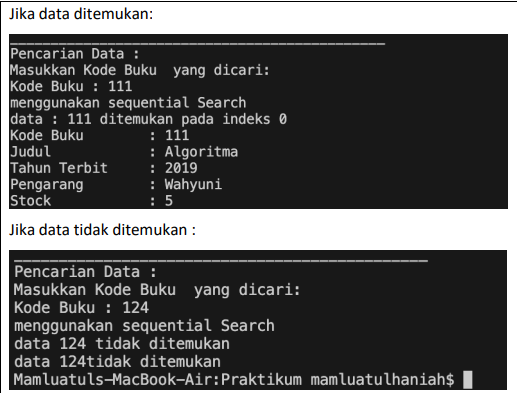 Jika data ditemukan:
_______________________________________________
Pencarian Data :
Masukkan Kode Buku  yang dicari:
Kode Buku : 111
menggunakan sequential Search
data : 111 ditemukan pada indeks 0
Kode Buku        : 111
Judul            : Algoritma
Tahun Terbit     : 2019
Pengarang        : Wahyuni
Stock            : 5
Jika data tidak ditemukan :
_______________________________________________
Pencarian Data :
Masukkan Kode Buku  yang dicari:
Kode Buku : 124
menggunakan sequential Search
data 124 tidak ditemukan
data 124tidak ditemukan
Mamluatuls-MacBook-Air:Praktikum mamluatulhaniah$